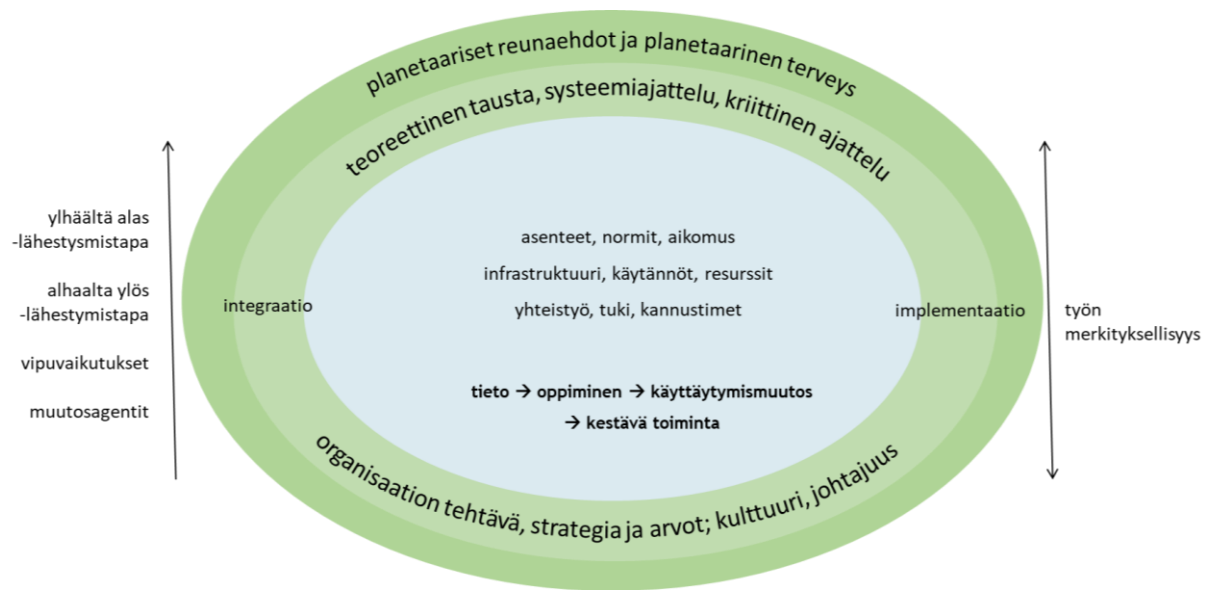 planetaariset reunaehdot ja planetaarinen terveys
teoreettinen tausta, systeemiajattelu, kriittinen ajattelu
ylhäältä alas
-lähestysmistapa
alhaalta ylös
-lähestymistapa
vipuvaikutukset
muutosagentit
integraatio
asenteet, normit, aikomus
infrastruktuuri, käytännöt, resurssit
yhteistyö, tuki, kannustimet
tieto → oppiminen → käyttäytymismuutos
→ kestävä toiminta
implementaatio
työn
merkityksellisyys
organisaation tehtävä, strategia ja arvot; kulttuuri, johtajuus